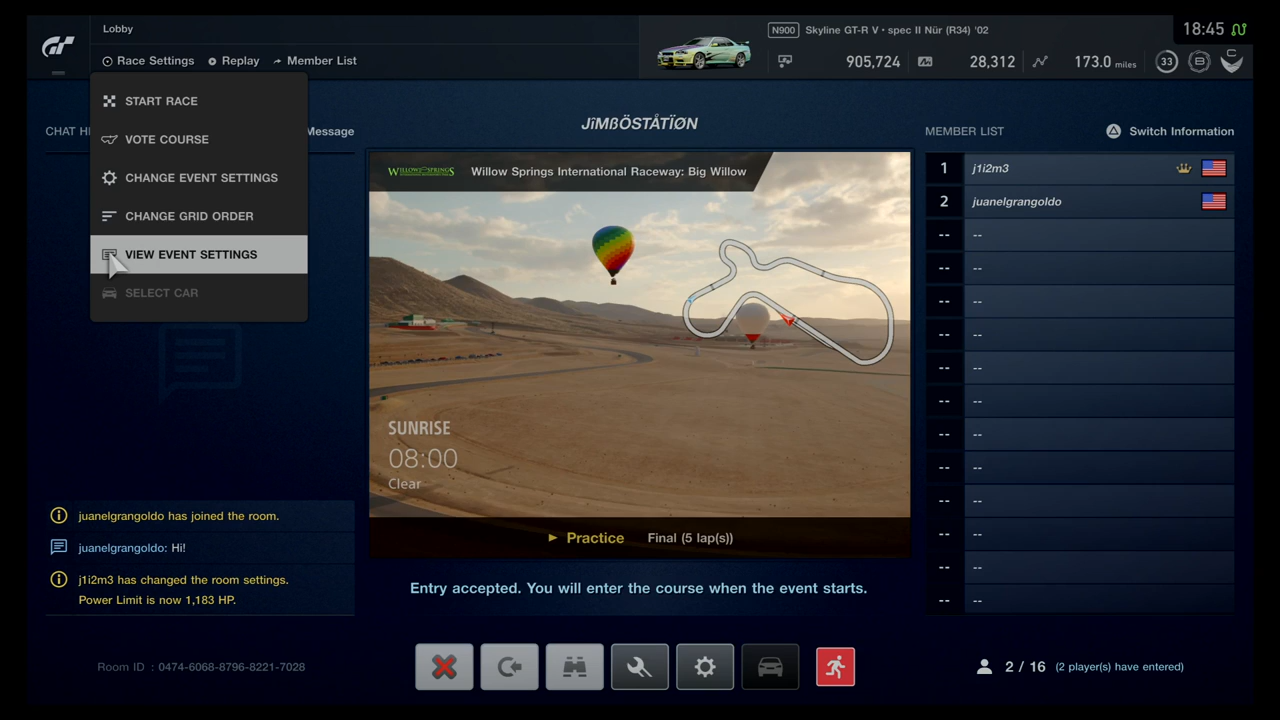 Lobby
N900 Skyline GT-R V • spec II Nür (R34) '02
18:45
Race Settings Replay Member List
905,724 28,312 173.0 miles 33 B C
START RACE
VOTE COURSE
CHANGE EVENT SETTINGS
CHANGE GRID ORDER
VIEW EVENT SETTINGS
SELECT CAR
CHAT HI
Message
JïMßÖSTÅTÏØN
MEMBER LIST
Switch Information
WILLOW SPRINGS Willow Springs International Raceway: Big Willow
1 j1i2m3
2 juanelgrangoldo
-- --
-- --
-- --
-- --
-- --
-- --
-- --
-- --
-- --
-- --
-- --
-- --
SUNRISE
08:00
Clear
Practice Final (5 lap(s))
juanelgrangoldo has joined the room.
juanelgrangoldo: Hi!
j1i2m3 has changed the room settings.
Power Limit is now 1,183 HP.
Entry accepted. You will enter the course when the event starts.
Room ID : 0474-6068-8796-8221-7028
2 / 16 (2 player(s) have entered)